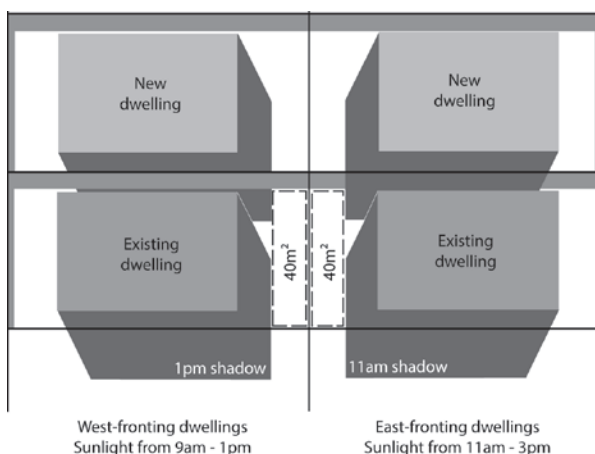 New
dwelling
New
dwelling
Existing
dwelling
40m²
40m²
Existing
dwelling
1pm shadow
11am shadow
West-fronting dwellings
Sunlight from 9am - 1pm
East-fronting dwellings
Sunlight from 11am - 3pm